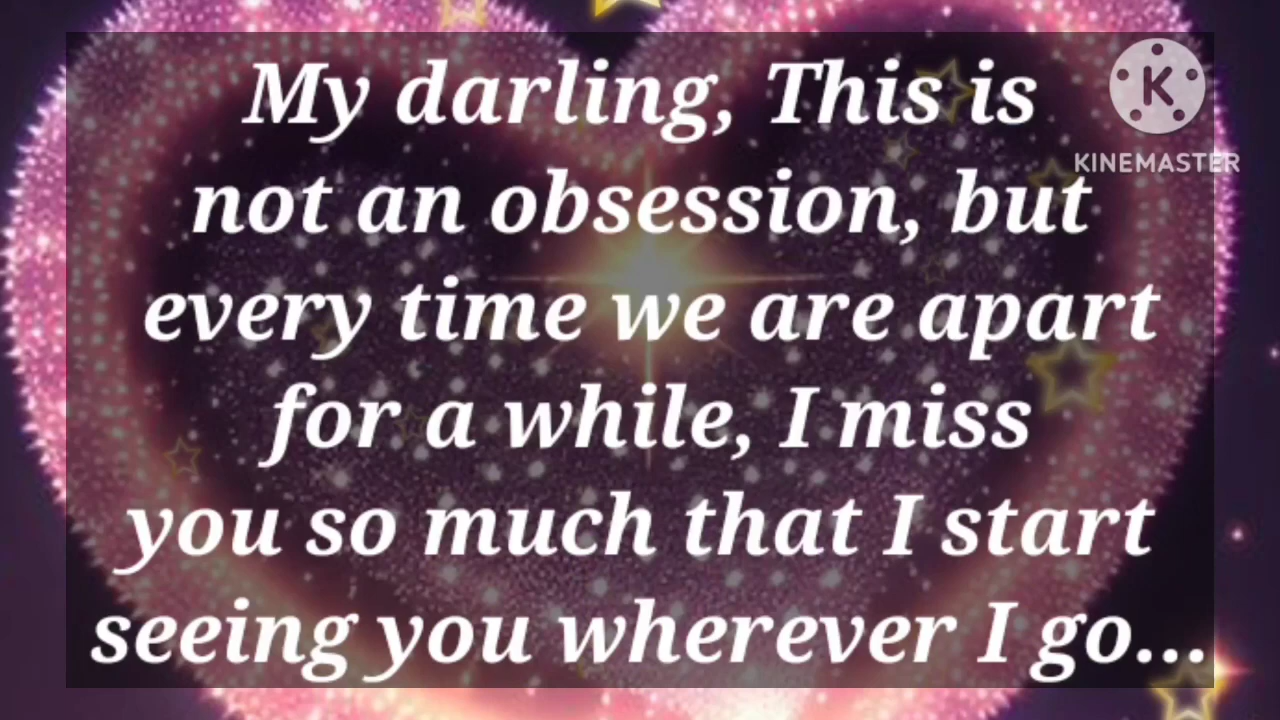 My darling, This is
not an obsession, but
every time we are apart
for a while, I miss
you so much that I start
seeing you wherever I go...
K
KINEMASTER